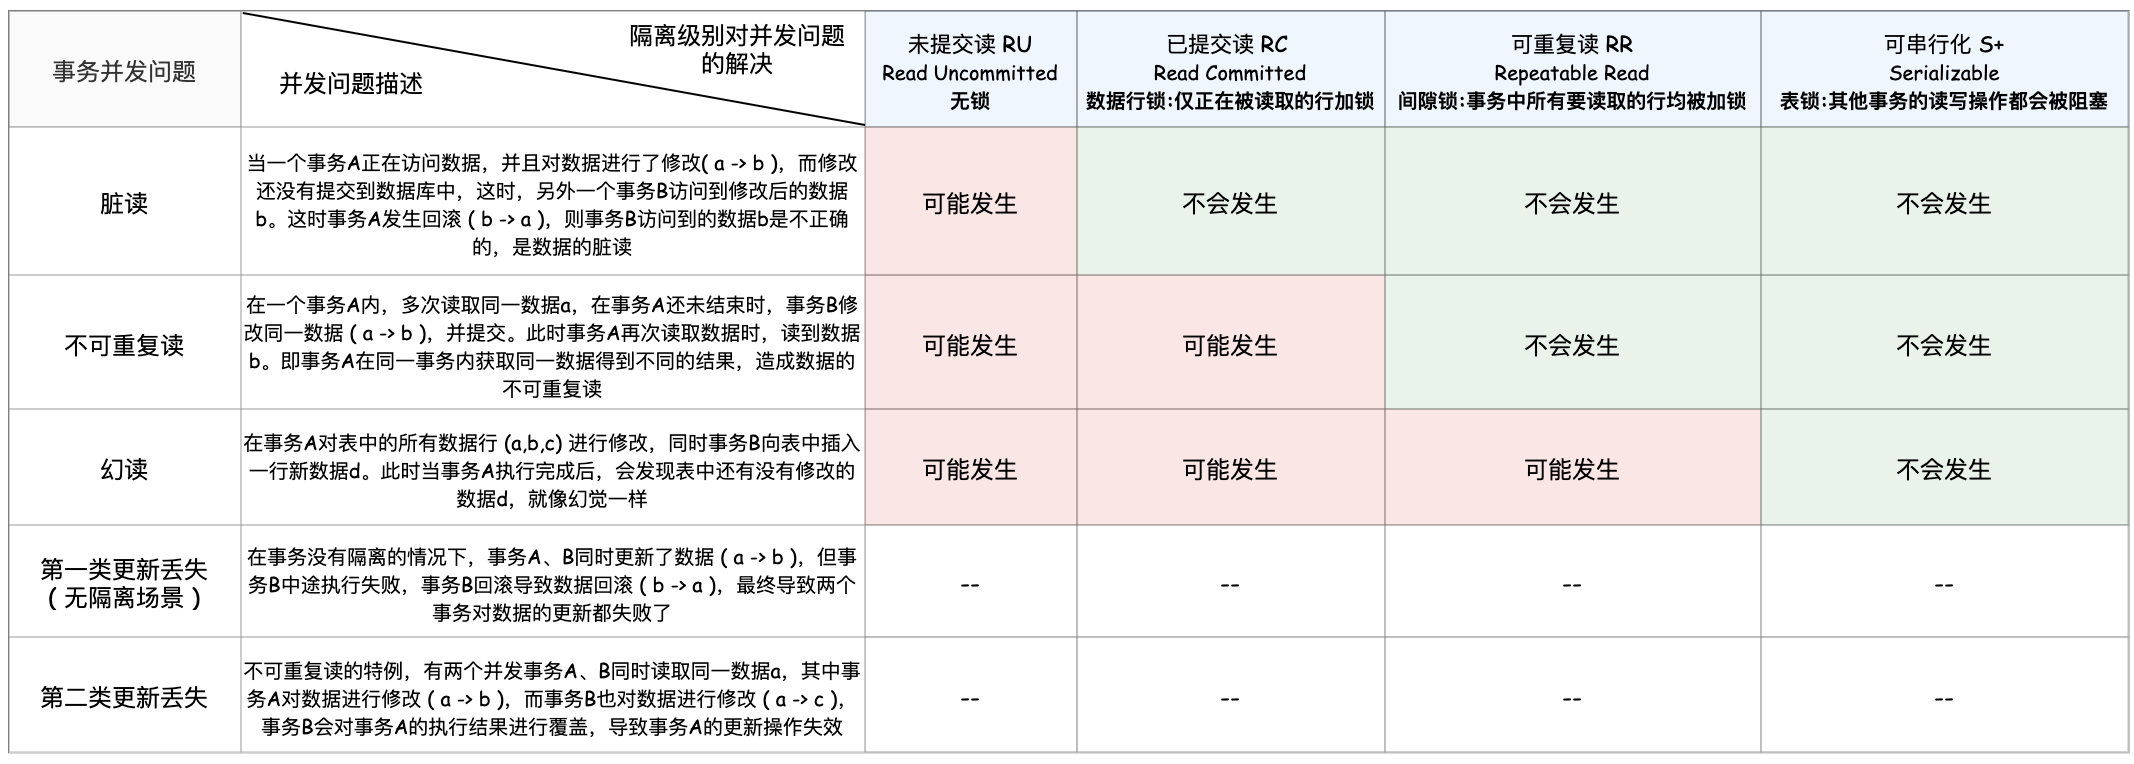 事务并发问题
隔离级别对并发问题
的解决
并发问题描述
未提交读 RU
Read Uncommitted
无锁
已提交读 RC
Read Committed
数据行锁:仅正在被读取的行加锁
可重复读 RR
Repeatable Read
间隙锁:事务中所有要读取的行均被加锁
可串行化 S+
Serializable
表锁:其他事务的读写操作都会被阻塞
脏读
当一个事务A正在访问数据，并且对数据进行了修改( a -> b )，而修改
还没有提交到数据库中，这时，另外一个事务B访问到修改后的数据
b。这时事务A发生回滚 ( b -> a )，则事务B访问到的数据b是不正确
的，是数据的脏读
可能发生
不会发生
不会发生
不会发生
不可重复读
在一个事务A内，多次读取同一数据a，在事务A还未结束时，事务B修
改同一数据 ( a -> b )，并提交。此时事务A再次读取数据时，读到数据
b。即事务A在同一事务内获取同一数据得到不同的结果，造成数据的
不可重复读
可能发生
可能发生
不会发生
不会发生
幻读
在事务A对表中的所有数据行 (a,b,c) 进行修改，同时事务B向表中插入
一行新数据d。此时当事务A执行完成后，会发现表中还有没有修改的
数据d，就像幻觉一样
可能发生
可能发生
可能发生
不会发生
第一类更新丢失
( 无隔离场景 )
在事务没有隔离的情况下，事务A、B同时更新了数据 ( a -> b )，但事
务B中途执行失败，事务B回滚导致数据回滚 ( b -> a )，最终导致两个
事务对数据的更新都失败了
--
--
--
--
第二类更新丢失
不可重复读的特例，有两个并发事务A、B同时读取同一数据a，其中事
务A对数据进行修改 ( a -> b )，而事务B也对数据进行修改 ( a -> c )，
事务B会对事务A的执行结果进行覆盖，导致事务A的更新操作失效
--
--
--
--